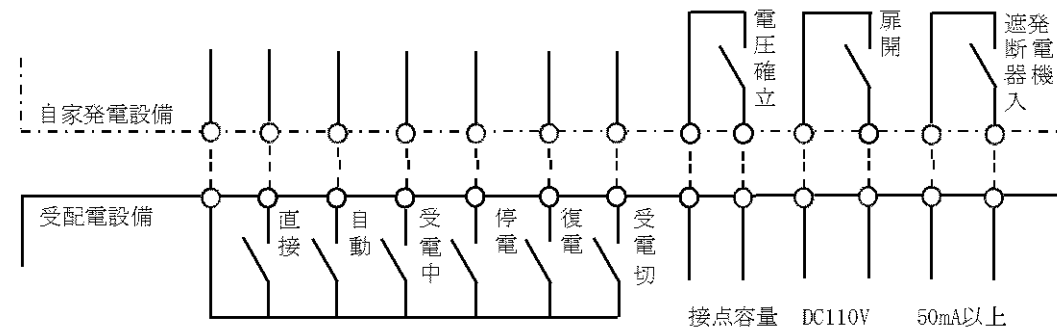 電圧確立
扉開
発電機
遮断器入
自家発電設備
受配電設備
直接
自動
受電中
停電
復電
受電切
接点容量 DC110V 50mA以上